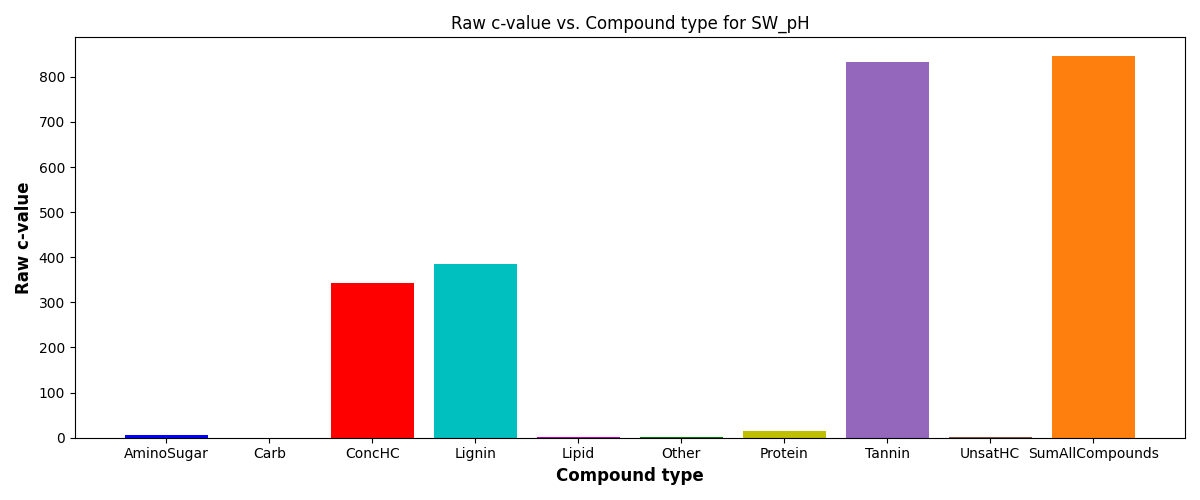 Raw c-value vs. Compound type for SW_pH
Raw c-value
800
700
600
500
400
300
200
100
0
AminoSugar Carb ConcHC Lignin Lipid Other Protein Tannin UnsatHC SumAllCompounds
Compound type